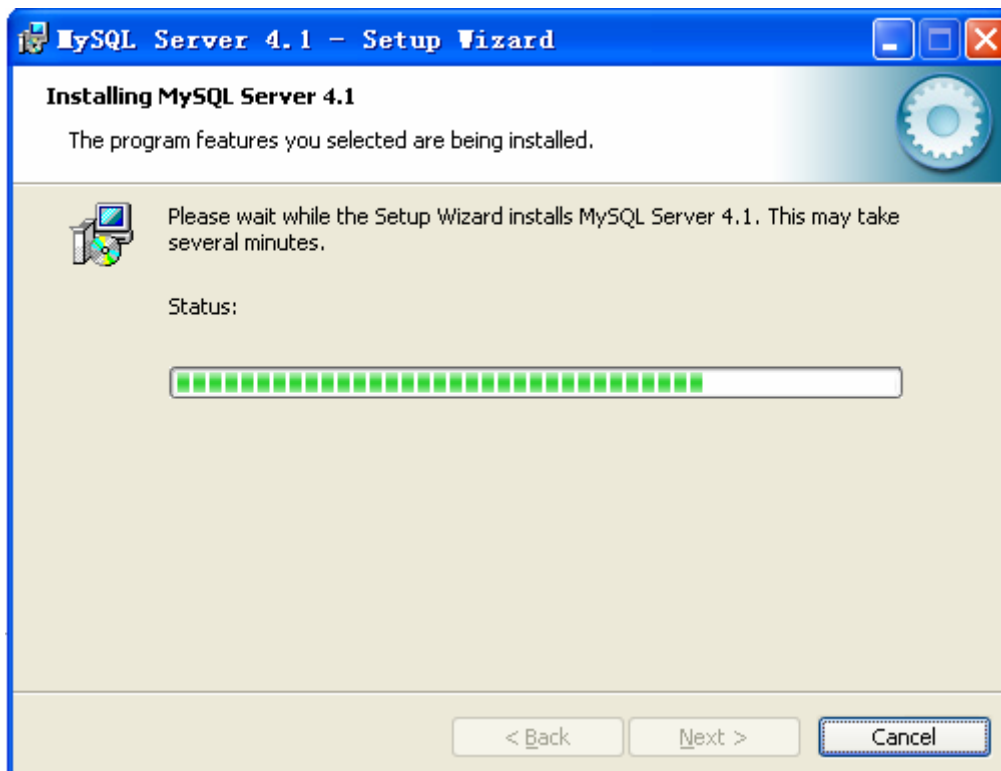 MySQL Server 4.1 - Setup Wizard
Installing MySQL Server 4.1
The program features you selected are being installed.
Please wait while the Setup Wizard installs MySQL Server 4.1. This may take
several minutes.
Status:
< Back
Next >
Cancel